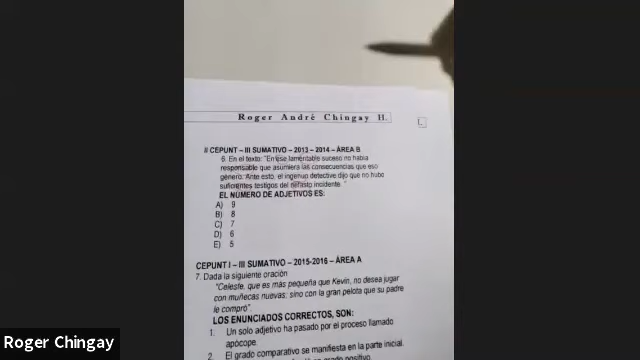 Roger André Chingay H.
# CEPUNT – III SUMATIVO – 2013 – 2014 – ÁREA B
6. En el texto: "En ese lamentable suceso no había
responsable que asumiera las consecuencias que eso
género. Ante esto, el ingenuo detective dijo que no hubo
suficientes testigos del nefasto incidente. "
EL NÚMERO DE ADJETIVOS ES:
A) 9
B) 8
C) 7
D) 6
E) 5
CEPUNT I – III SUMATIVO – 2015-2016 – ÁREA A
7. Dada la siguiente oración
"Celeste, que es más pequeña que Kevin, no desea jugar
con muñecas nuevas; sino con la gran pelota que su padre
le compró".
LOS ENUNCIADOS CORRECTOS, SON:
1. Un solo adjetivo ha pasado por el proceso llamado
apócope.
2. El grado comparativo se manifiesta en la parte inicial.
grado positivo.
Roger Chingay